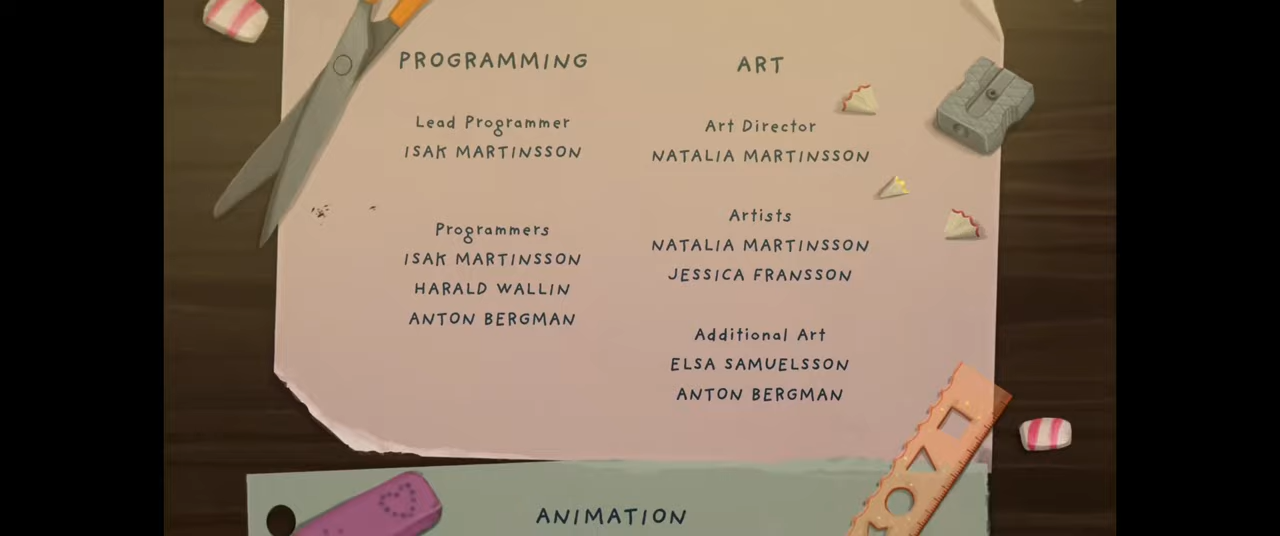 PROGRAMMING
Lead Programmer
ISAK MARTINSSON
Programmers
ISAK MARTINSSON
HARALD WALLIN
ANTON BERGMAN
ART
Art Director
NATALIA MARTINSSON
Artists
NATALIA MARTINSSON
JESSICA FRANSSON
Additional Art
ELSA SAMUELSSON
ANTON BERGMAN
ANIMATION